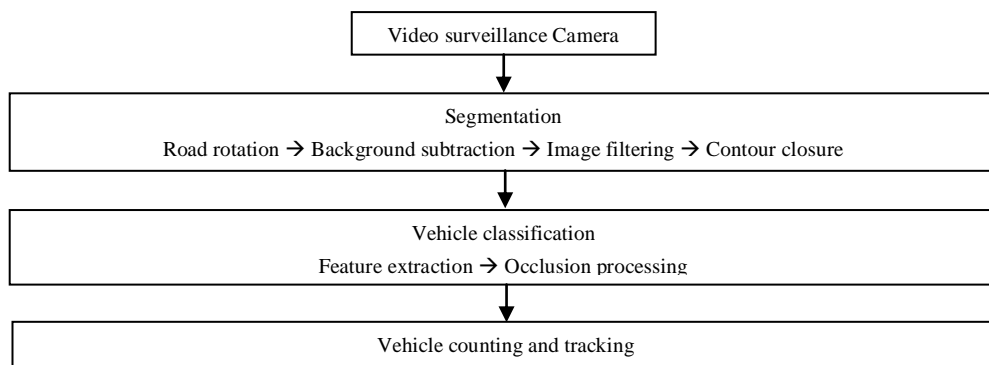 Video surveillance Camera
Segmentation
Road rotation → Background subtraction → Image filtering → Contour closure
Vehicle classification
Feature extraction → Occlusion processing
Vehicle counting and tracking